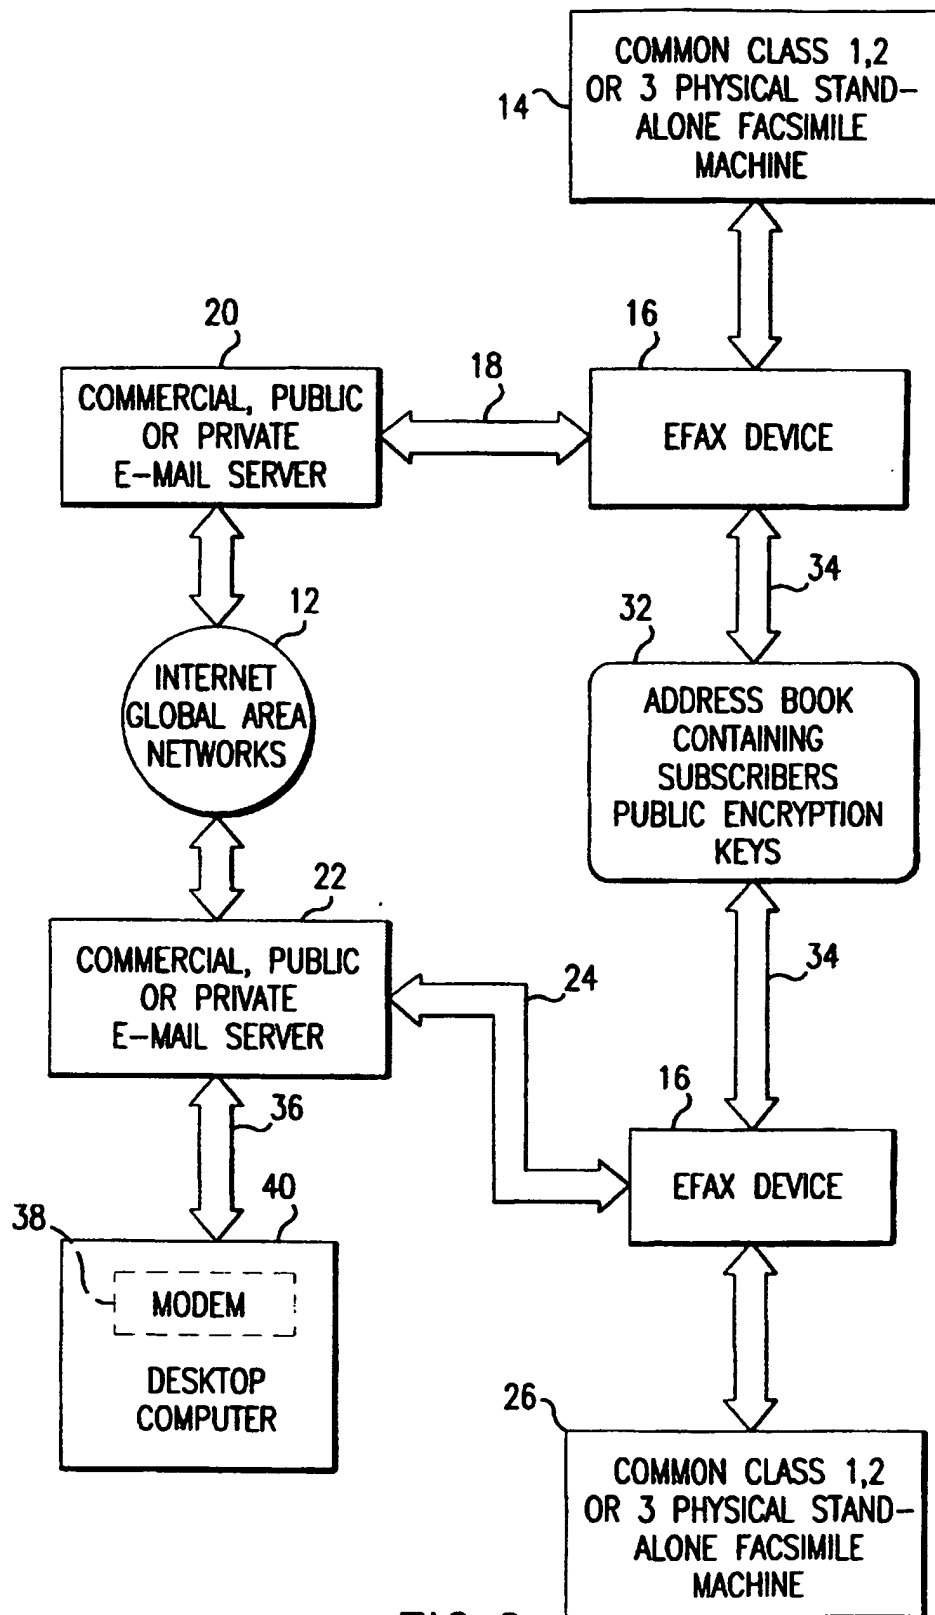 COMMON CLASS 1,2
OR 3 PHYSICAL STAND-
ALONE FACSIMILE
MACHINE
14
20
16
18
COMMERCIAL, PUBLIC
OR PRIVATE
E-MAIL SERVER
EFAX DEVICE
34
12
32
INTERNET
GLOBAL AREA
NETWORKS
ADDRESS BOOK
CONTAINING
SUBSCRIBERS
PUBLIC ENCRYPTION
KEYS
22
COMMERCIAL, PUBLIC
OR PRIVATE
E-MAIL SERVER
24
34
16
36
EFAX DEVICE
38
40
MODEM
DESKTOP
COMPUTER
26
COMMON CLASS 1,2
OR 3 PHYSICAL STAND-
ALONE FACSIMILE
MACHINE